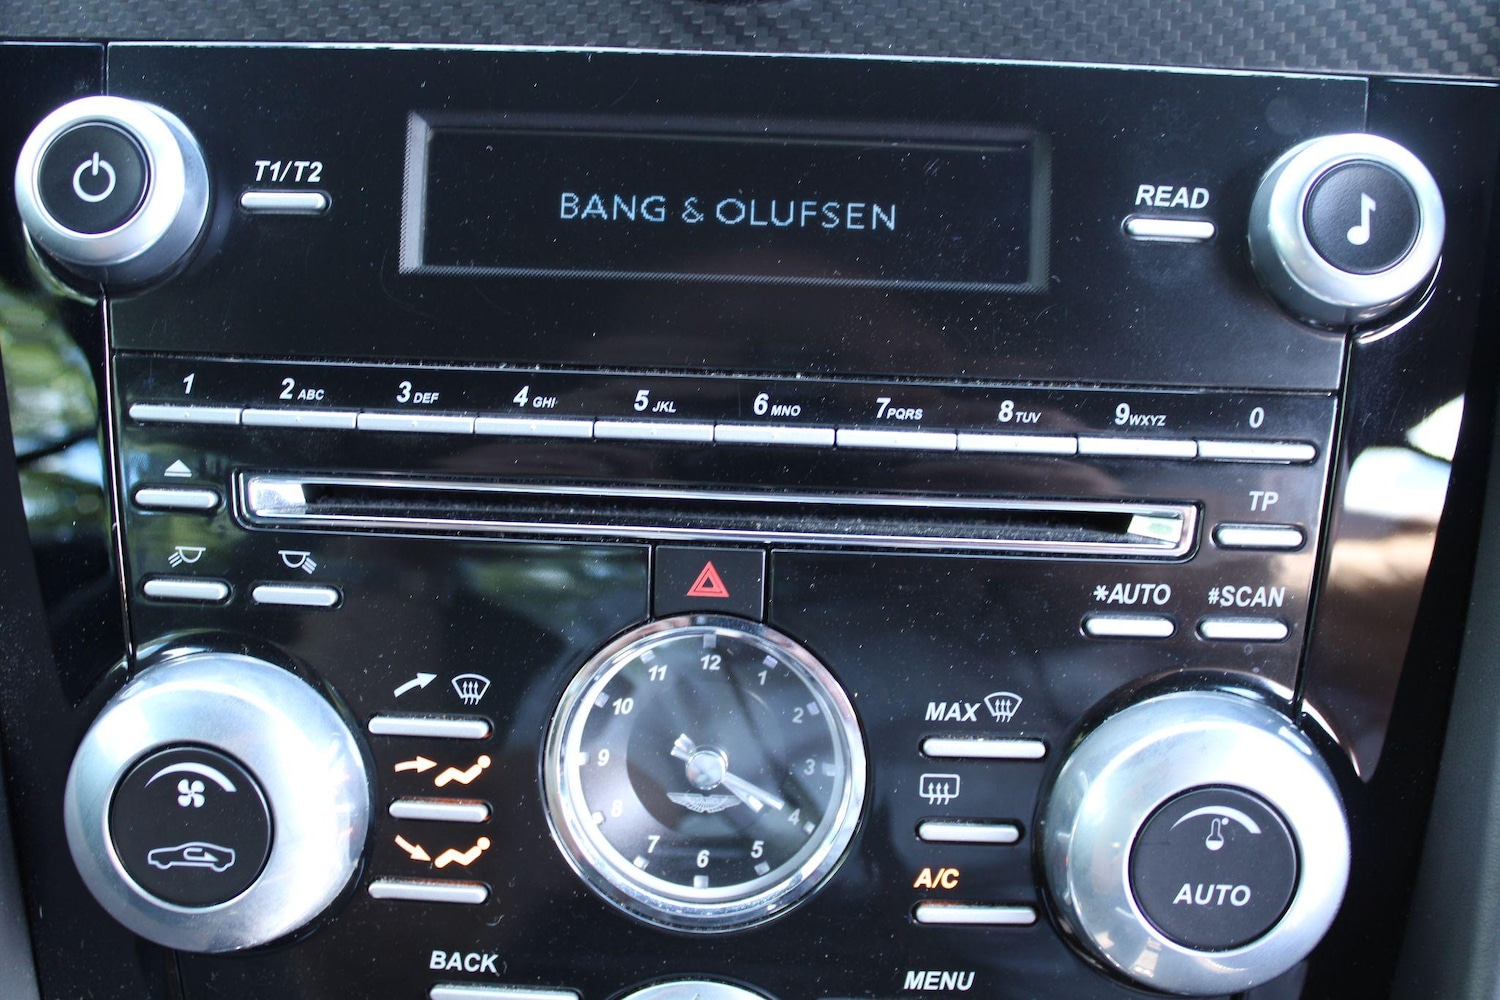 T1/T2
BANG & OLUFSEN
READ
1
2 ABC
3 DEF
4 GHI
5 JKL
6 MNO
7 PQRS
8 TUV
9 WXYZ
0
TP
*AUTO
#SCAN
12
1
2
3
4
5
6
7
8
9
10
11
MAX
A/C
AUTO
BACK
MENU